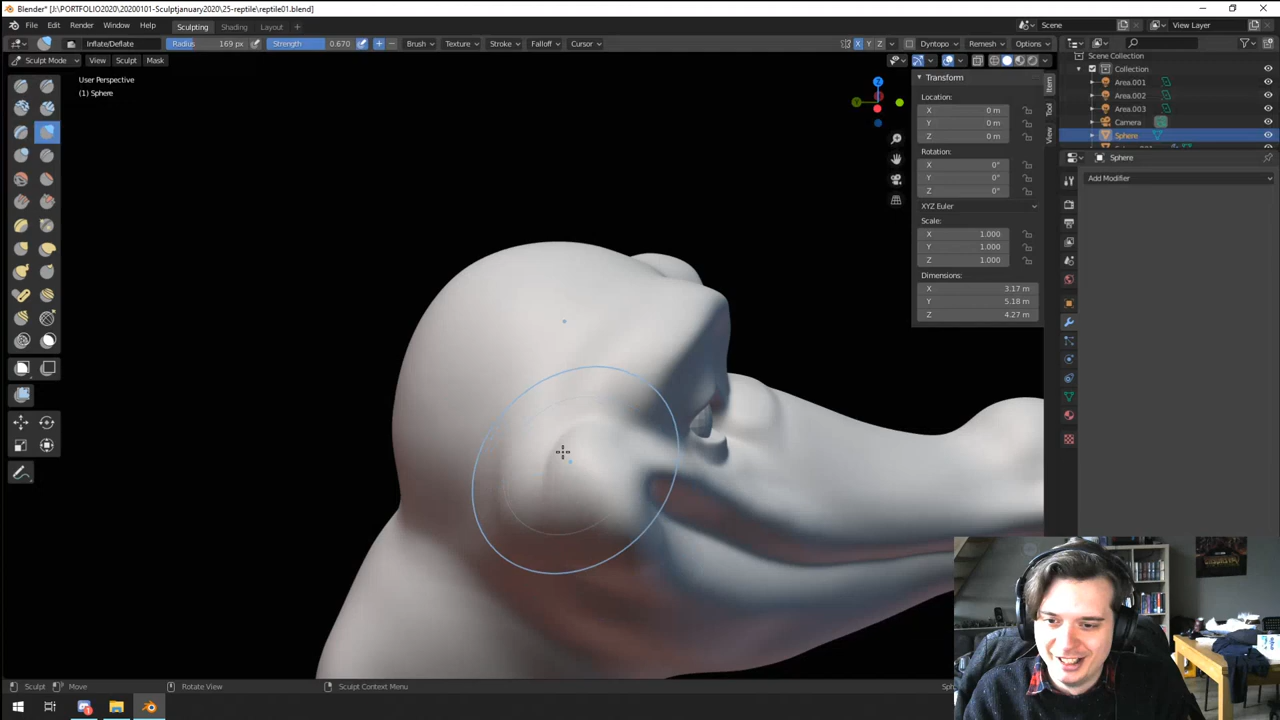 Blender* [J:\PORTFOLIO2020\20200101-Sculptjanuary2020\25-reptile\reptile01.blend]
File Edit Render Window Help Sculpting Shading Layout Scene View Layer
Inflate/Deflate Radius 169 px Strength 0.670 Brush Texture Stroke Falloff Cursor X Y Z Dyntopo Remesh Options
Sculpt Mode View Sculpt Mask
User Perspective
(1) Sphere
Z
Transform
Location:
X 0 m
Y 0 m
Z 0 m
Rotation:
X 0°
Y 0°
Z 0°
XYZ Euler
Scale:
X 1.000
Y 1.000
Z 1.000
Dimensions:
X 3.17 m
Y 5.18 m
Z 4.27 m
Item
Tool
View
Scene Collection
Collection
Area.001
Area.002
Area.003
Camera
Sphere
Sphere
Add Modifier
Sculpt Move Rotate View Sculpt Context Menu